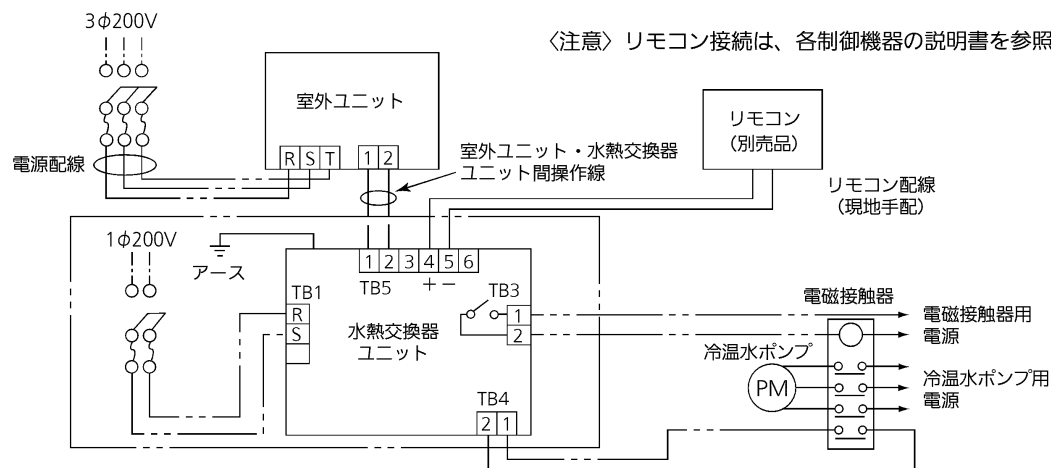 3φ200V
〈注意〉リモコン接続は、各制御機器の説明書を参照
室外ユニット
リモコン
(別売品)
R S T 1 2
電源配線
室外ユニット・水熱交換器
ユニット間操作線
リモコン配線
(現地手配)
1φ200V
アース
1 2 3 4 5 6
TB5
+ −
TB1
R
S
TB3
1
2
水熱交換器
ユニット
電磁接触器
電磁接触器用
電源
冷温水ポンプ
PM
冷温水ポンプ用
電源
TB4
2 1